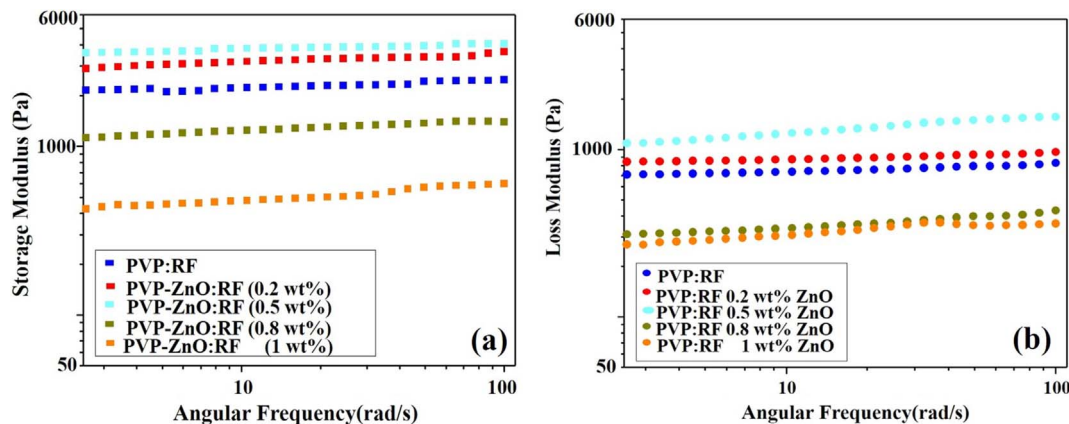 6000
1000
50
Storage Modulus (Pa)
PVP:RF
PVP-ZnO:RF (0.2 wt%)
PVP-ZnO:RF (0.5 wt%)
PVP-ZnO:RF (0.8 wt%)
PVP-ZnO:RF (1 wt%)
(a)
10
100
Angular Frequency(rad/s)
6000
1000
50
Loss Modulus (Pa)
PVP:RF
PVP:RF 0.2 wt% ZnO
PVP:RF 0.5 wt% ZnO
PVP:RF 0.8 wt% ZnO
PVP:RF 1 wt% ZnO
(b)
10
100
Angular Frequency(rad/s)